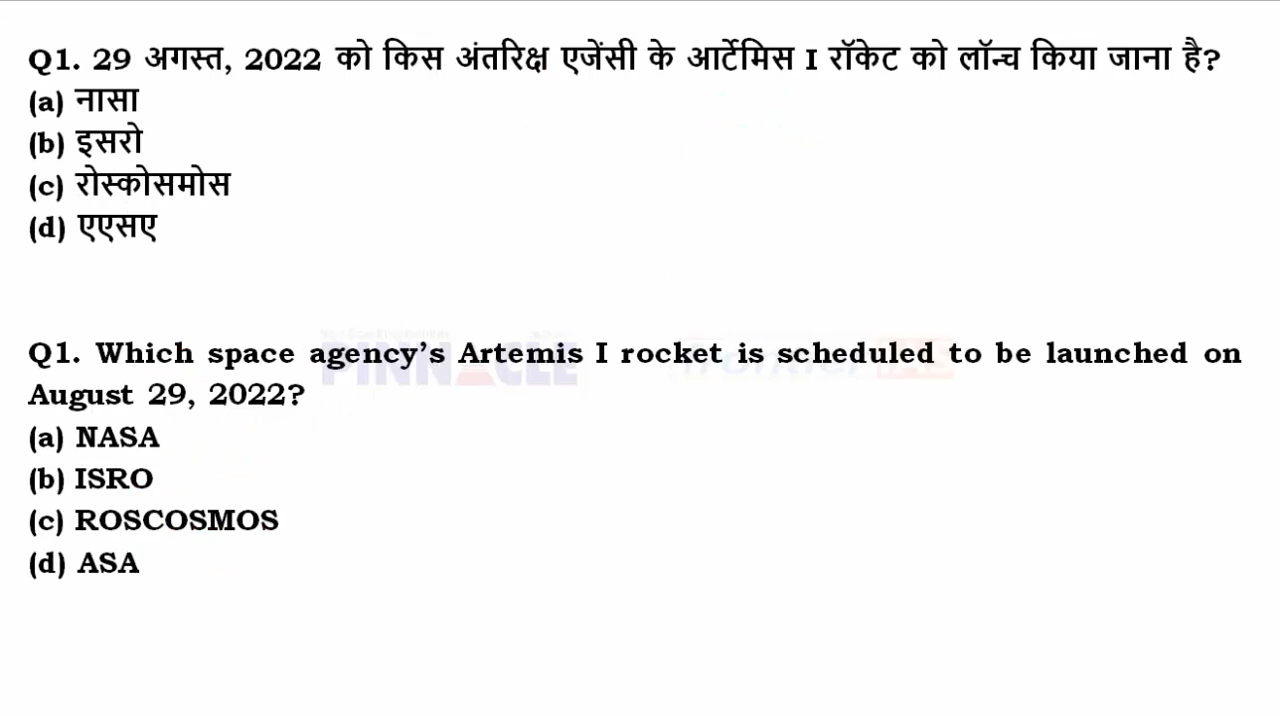 Q1. 29 अगस्त, 2022 को किस अंतरिक्ष एजेंसी के आर्टेमिस I रॉकेट को लॉन्च किया जाना है?
(a) नासा
(b) इसरो
(c) रोस्कोसमोस
(d) एएसए
Q1. Which space agency’s Artemis I rocket is scheduled to be launched on
PINNACLE
August 29, 2022?
(a) NASA
(b) ISRO
(c) ROSCOSMOS
(d) ASA